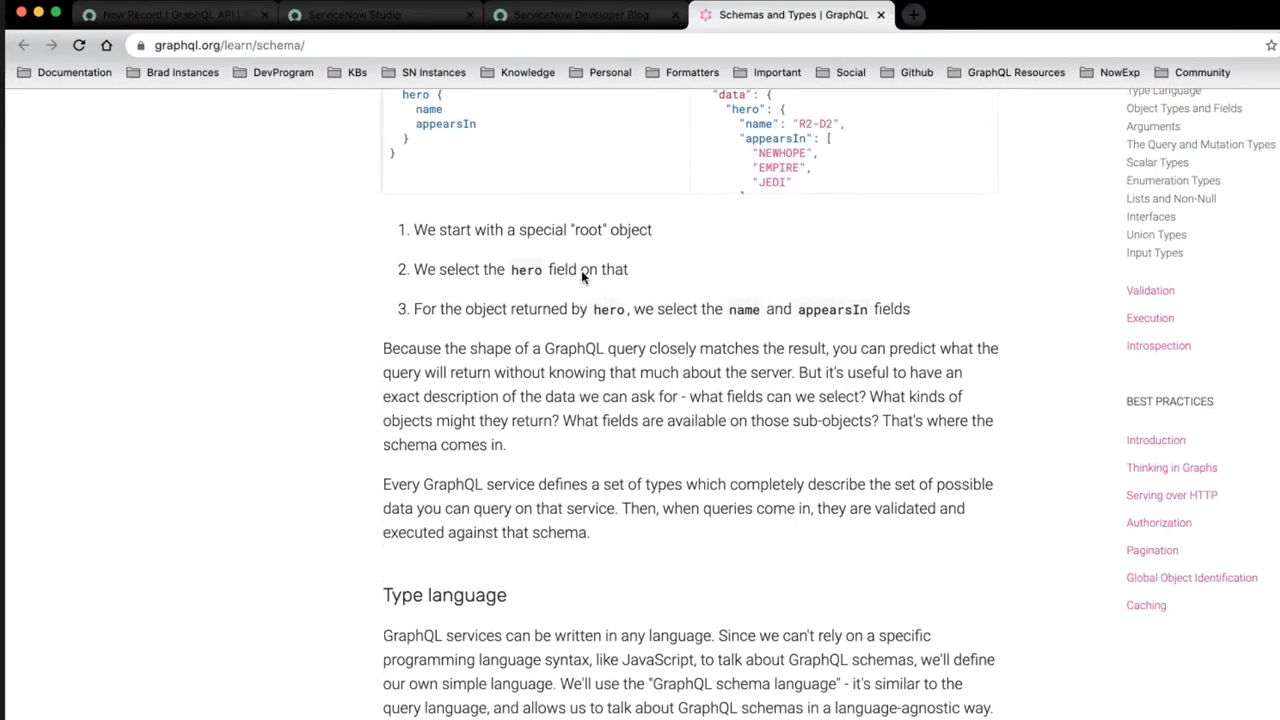 New Record | GraphQL API |
ServiceNow Studio
ServiceNow Developer Blog
Schemas and Types | GraphQL
graphql.org/learn/schema/
Documentation
Brad Instances
DevProgram
KBs
SN Instances
Knowledge
Personal
Formatters
Important
Social
Github
GraphQL Resources
NowExp
Community
hero {
name
appearsIn
}
}
"data": {
"hero": {
"name": "R2-D2",
"appearsIn": [
"NEWHOPE",
"EMPIRE",
"JEDI"
1. We start with a special "root" object
2. We select the hero field on that
3. For the object returned by hero, we select the name and appearsIn fields
Because the shape of a GraphQL query closely matches the result, you can predict what the
query will return without knowing that much about the server. But it's useful to have an
exact description of the data we can ask for - what fields can we select? What kinds of
objects might they return? What fields are available on those sub-objects? That's where the
schema comes in.
Every GraphQL service defines a set of types which completely describe the set of possible
data you can query on that service. Then, when queries come in, they are validated and
executed against that schema.
Type language
GraphQL services can be written in any language. Since we can't rely on a specific
programming language syntax, like JavaScript, to talk about GraphQL schemas, we'll define
our own simple language. We'll use the "GraphQL schema language" - it's similar to the
query language, and allows us to talk about GraphQL schemas in a language-agnostic way.
Type Language
Object Types and Fields
Arguments
The Query and Mutation Types
Scalar Types
Enumeration Types
Lists and Non-Null
Interfaces
Union Types
Input Types
Validation
Execution
Introspection
BEST PRACTICES
Introduction
Thinking in Graphs
Serving over HTTP
Authorization
Pagination
Global Object Identification
Caching